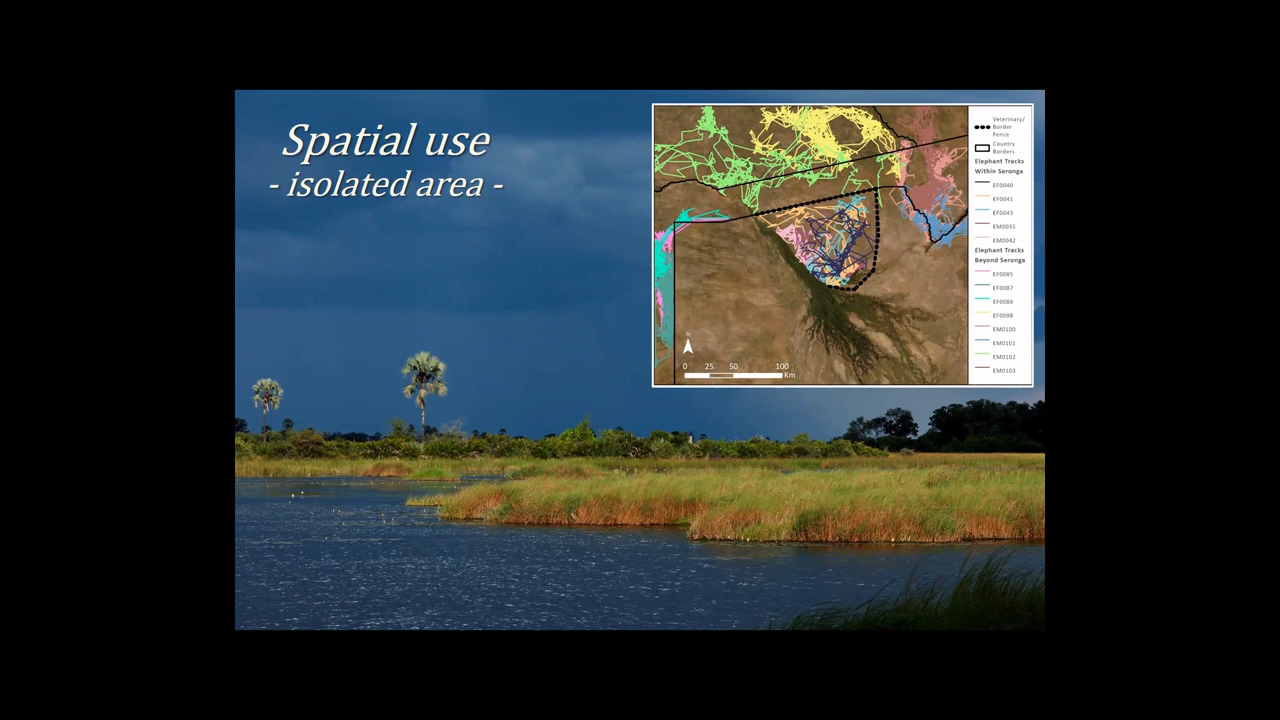 Spatial use
- isolated area -
Veterinary/
Border
Fence
Country
Borders
Elephant Tracks
Within Seronga
EF0040
EF0041
EF0043
EM0035
EM0042
Elephant Tracks
Beyond Seronga
EF0085
EF0087
EF0088
EF0098
EM0100
EM0101
EM0102
EM0103
N
0 25 50 100
Km